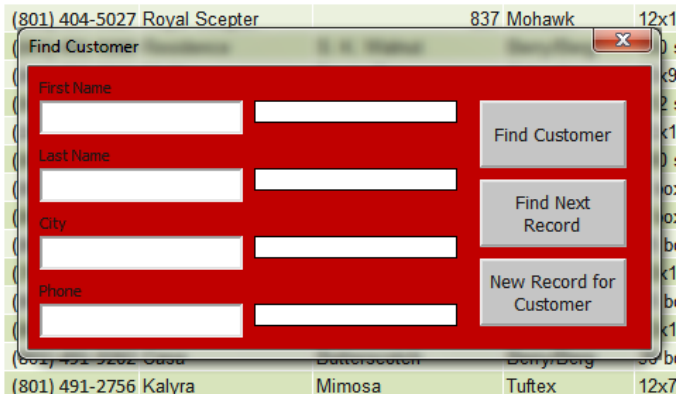 (801) 404-5027 Royal Scepter 837 Mohawk 12x1
Find Customer
First Name
Last Name
City
Phone
Find Customer
Find Next
Record
New Record for
Customer
(801) 491-2756 Kalyra Mimosa Tuftex 12x7